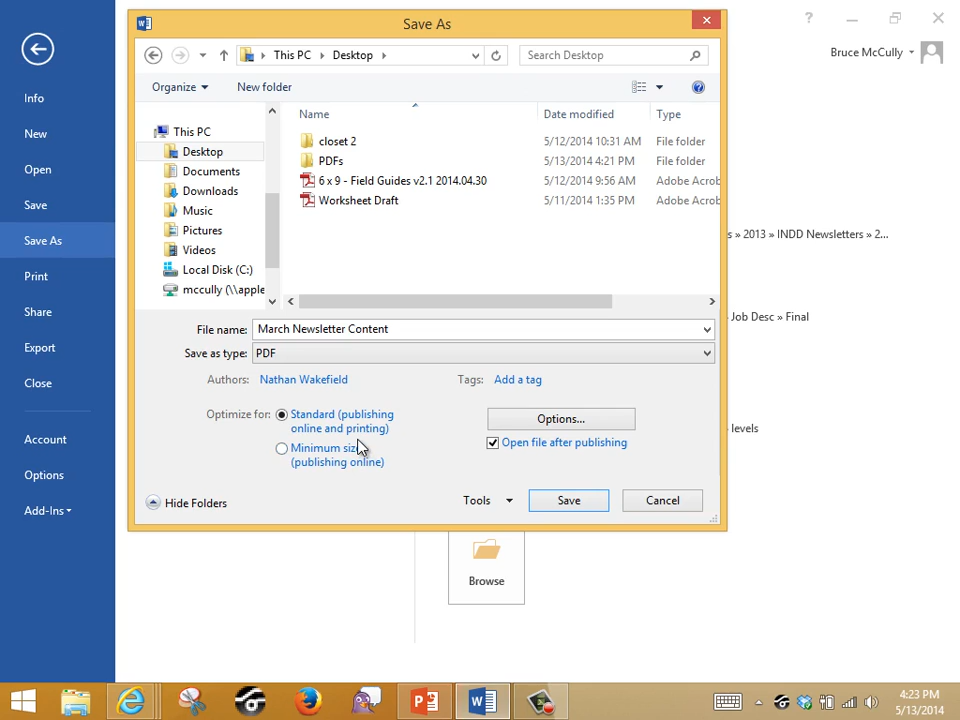 Save As
?
Bruce McCully
This PC
Desktop
Search Desktop
Organize
New folder
Info
New
Open
Save
Save As
Print
Share
Export
Close
Account
Options
Add-Ins
This PC
Desktop
Documents
Downloads
Music
Pictures
Videos
Local Disk (C:)
mccully (\\apple
Name Date modified Type
closet 2 5/12/2014 10:31 AM File folder
PDFs 5/13/2014 4:21 PM File folder
6 x 9 - Field Guides v2.1 2014.04.30 5/12/2014 9:56 AM Adobe Acrob
Worksheet Draft 5/11/2014 1:35 PM Adobe Acrob
s » 2013 » INDD Newsletters » 2...
Job Desc » Final
levels
File name: March Newsletter Content
Save as type: PDF
Authors: Nathan Wakefield
Tags: Add a tag
Optimize for: Standard (publishing
online and printing)
Minimum size
(publishing online)
Options...
Open file after publishing
Hide Folders
Tools
Save
Cancel
Browse
4:23 PM
5/13/2014